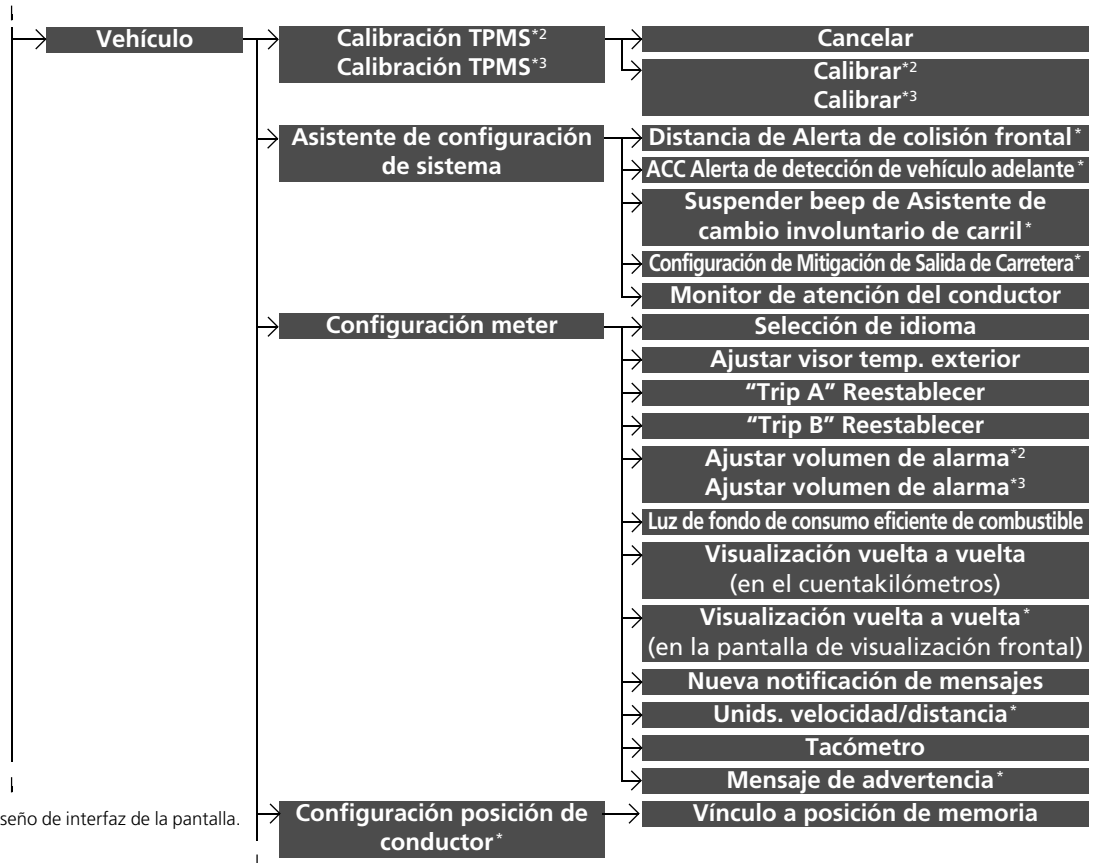 Vehículo
Calibración TPMS*2
Calibración TPMS*3
Cancelar
Calibrar*2
Calibrar*3
Asistente de configuración
de sistema
Distancia de Alerta de colisión frontal*
ACC Alerta de detección de vehículo adelante*
Suspender beep de Asistente de
cambio involuntario de carril*
Configuración de Mitigación de Salida de Carretera*
Monitor de atención del conductor
Configuración meter
Selección de idioma
Ajustar visor temp. exterior
“Trip A” Reestablecer
“Trip B” Reestablecer
Ajustar volumen de alarma*2
Ajustar volumen de alarma*3
Luz de fondo de consumo eficiente de combustible
Visualización vuelta a vuelta
(en el cuentakilómetros)
Visualización vuelta a vuelta*
(en la pantalla de visualización frontal)
Nueva notificación de mensajes
Unids. velocidad/distancia*
Tacómetro
Mensaje de advertencia*
Configuración posición de
conductor*
Vínculo a posición de memoria
seño de interfaz de la pantalla.